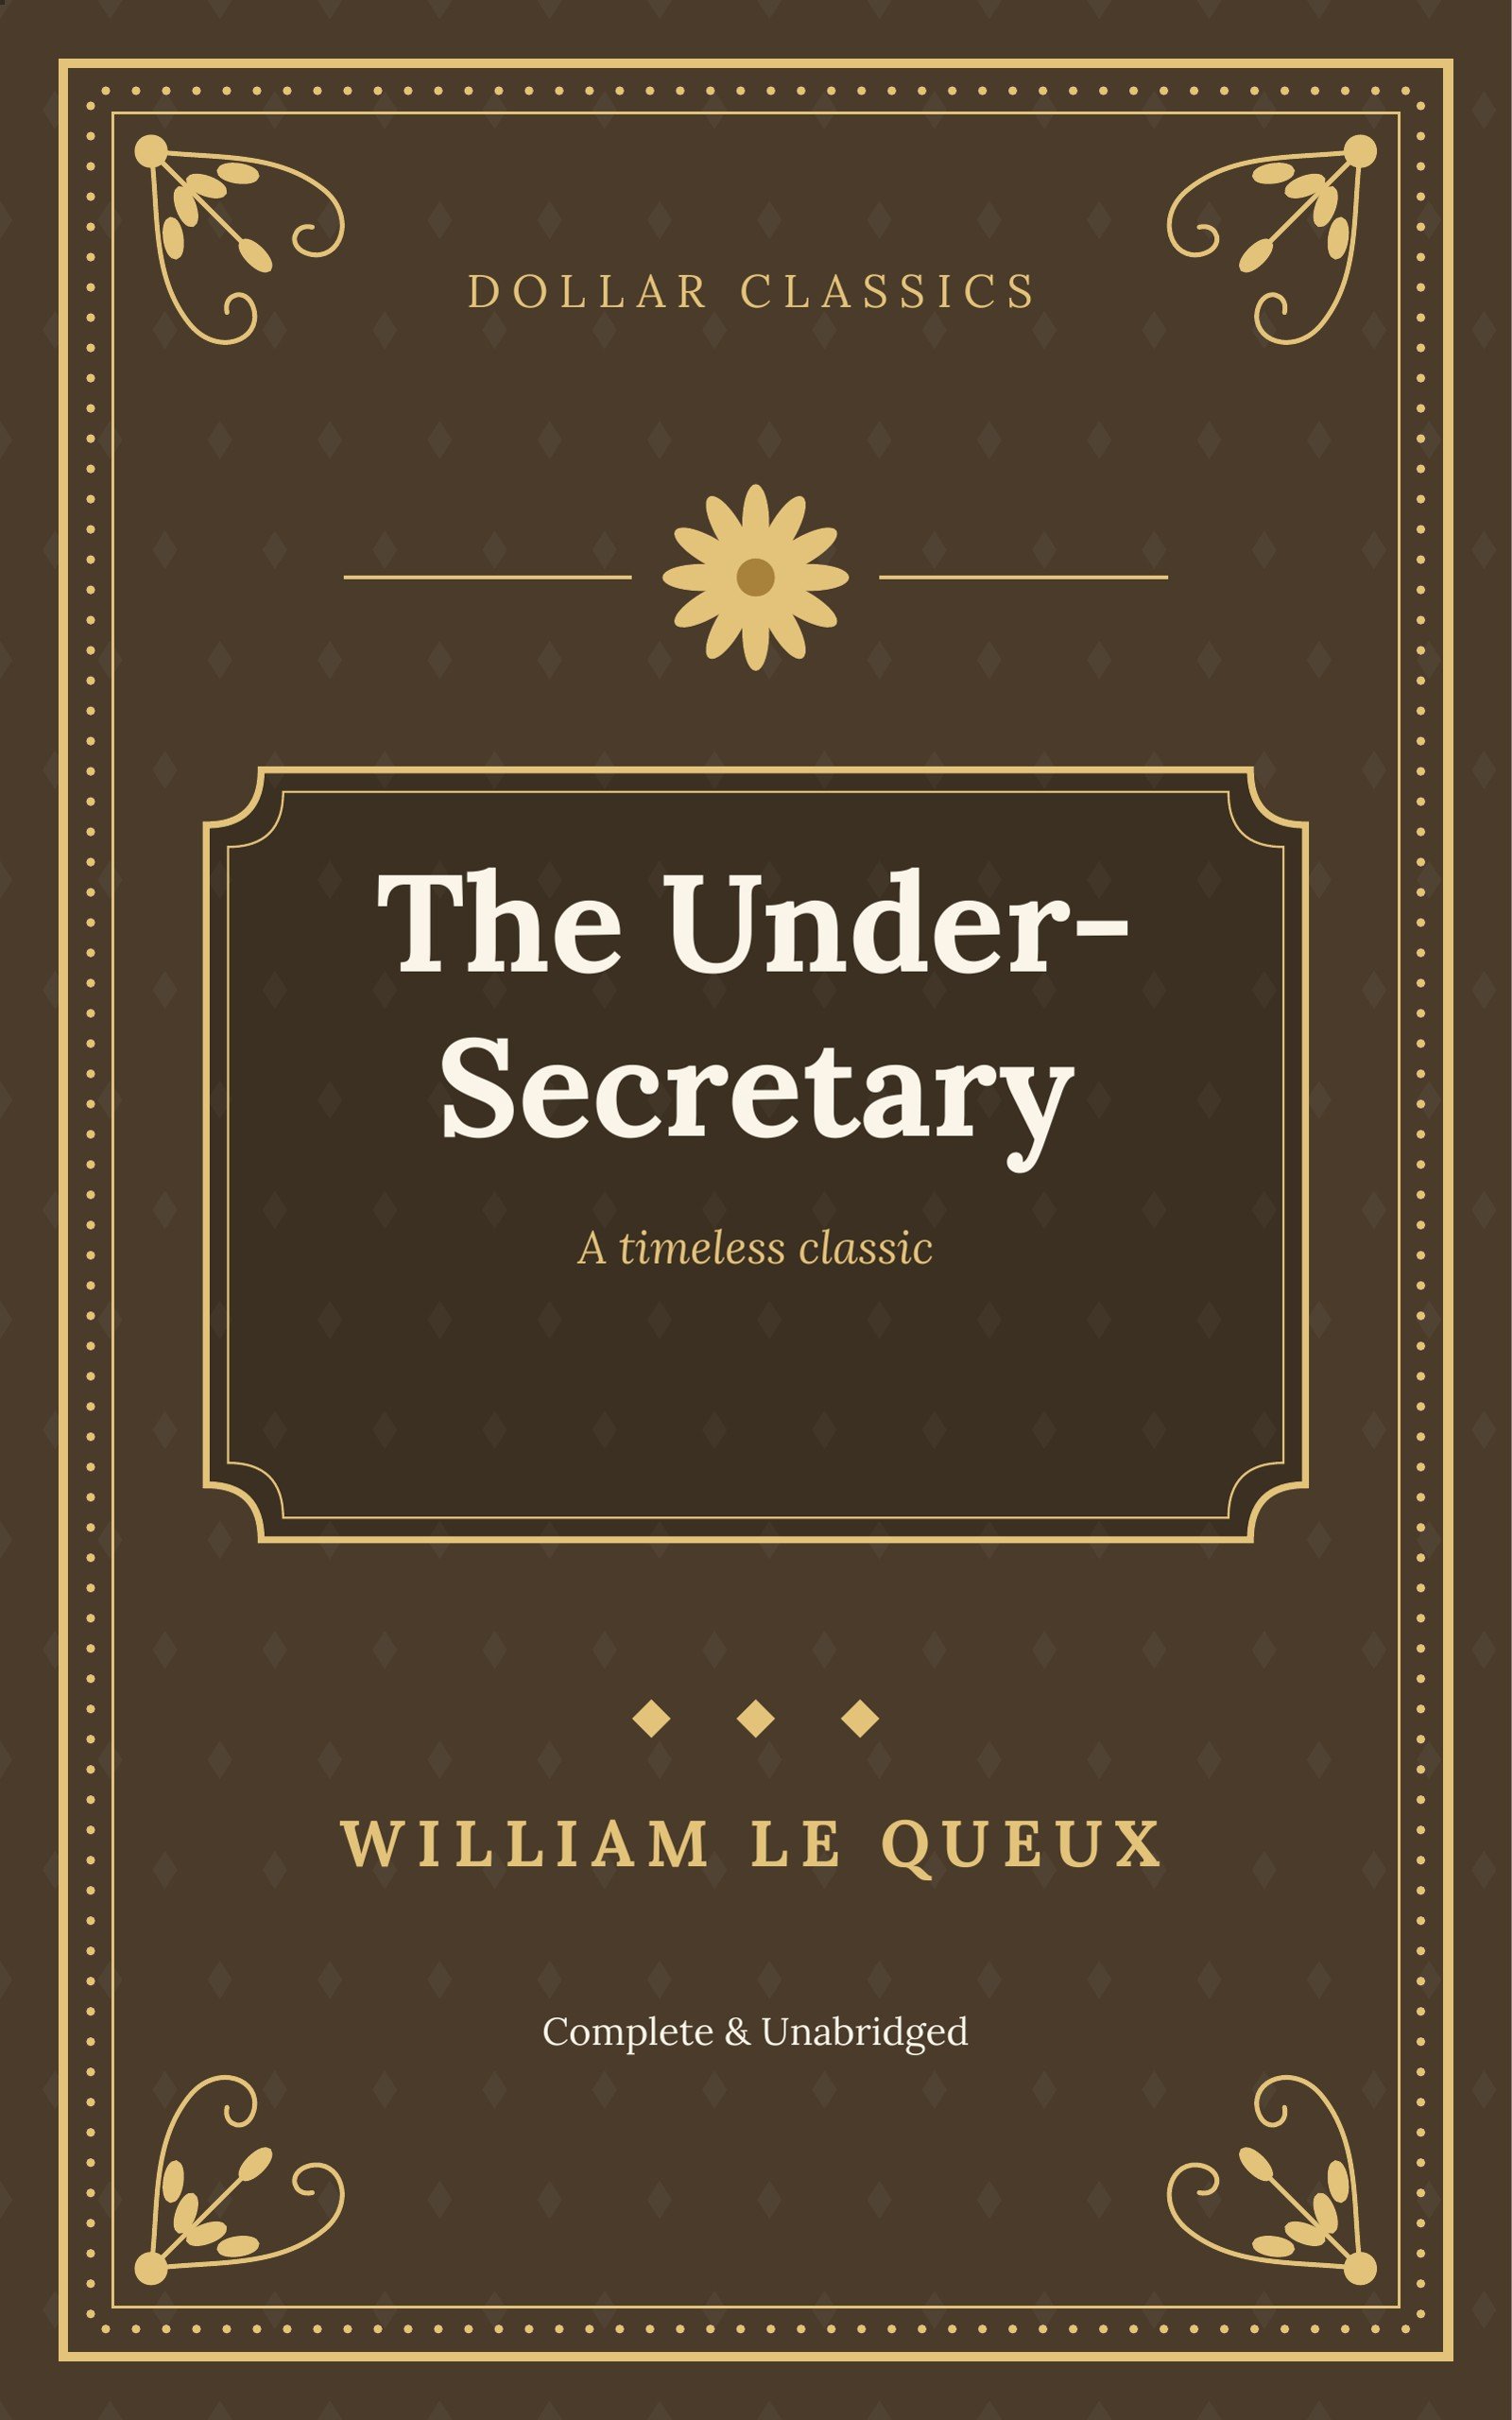 DOLLAR CLASSICS
The Under-
Secretary
A timeless classic
WILLIAM LE QUEUX
Complete & Unabridged